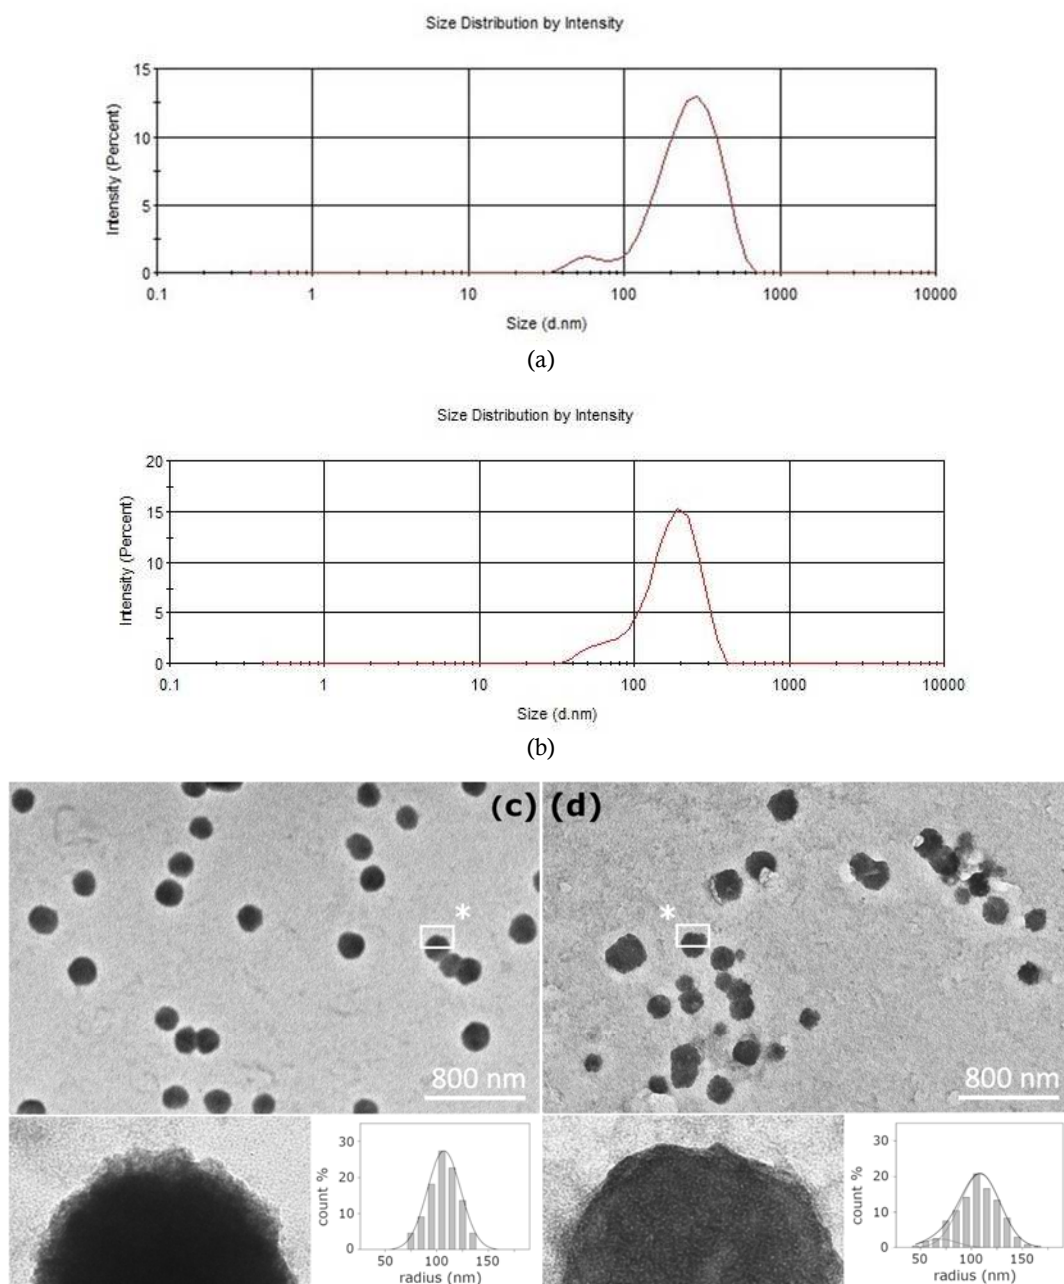 Size Distribution by Intensity
15
10
5
0
Intensity (Percent)
0.1 1 10 100 1000 10000
Size (d.nm)
(a)
Size Distribution by Intensity
20
15
10
5
0
Intensity (Percent)
0.1 1 10 100 1000 10000
Size (d.nm)
(b)
(c) (d)
*
*
800 nm
800 nm
30
20
10
0
count %
50 100 150
radius (nm)
30
20
10
0
count %
50 100 150
radius (nm)